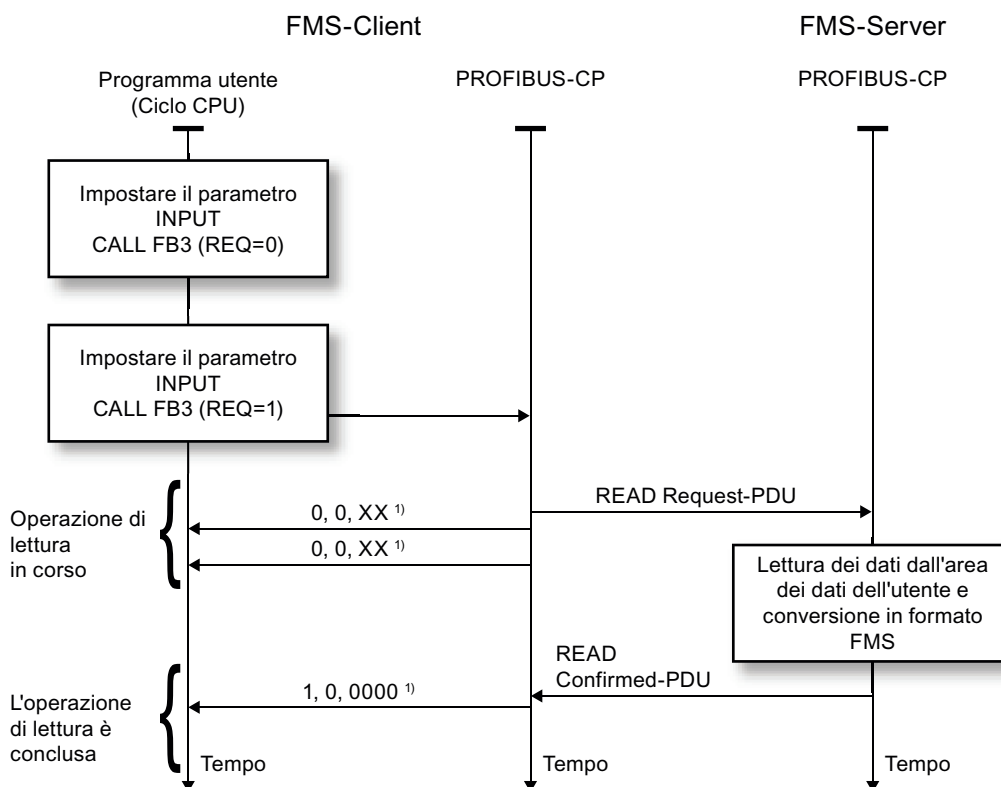 FMS-Client
FMS-Server
Programma utente
(Ciclo CPU)
PROFIBUS-CP
PROFIBUS-CP
Impostare il parametro
INPUT
CALL FB3 (REQ=0)
Impostare il parametro
INPUT
CALL FB3 (REQ=1)
Operazione di
lettura
in corso
0, 0, XX 1)
0, 0, XX 1)
READ Request-PDU
Lettura dei dati dall'area
dei dati dell'utente e
conversione in formato
FMS
READ
Confirmed-PDU
1, 0, 0000 1)
L'operazione
di lettura è
conclusa
Tempo
Tempo
Tempo